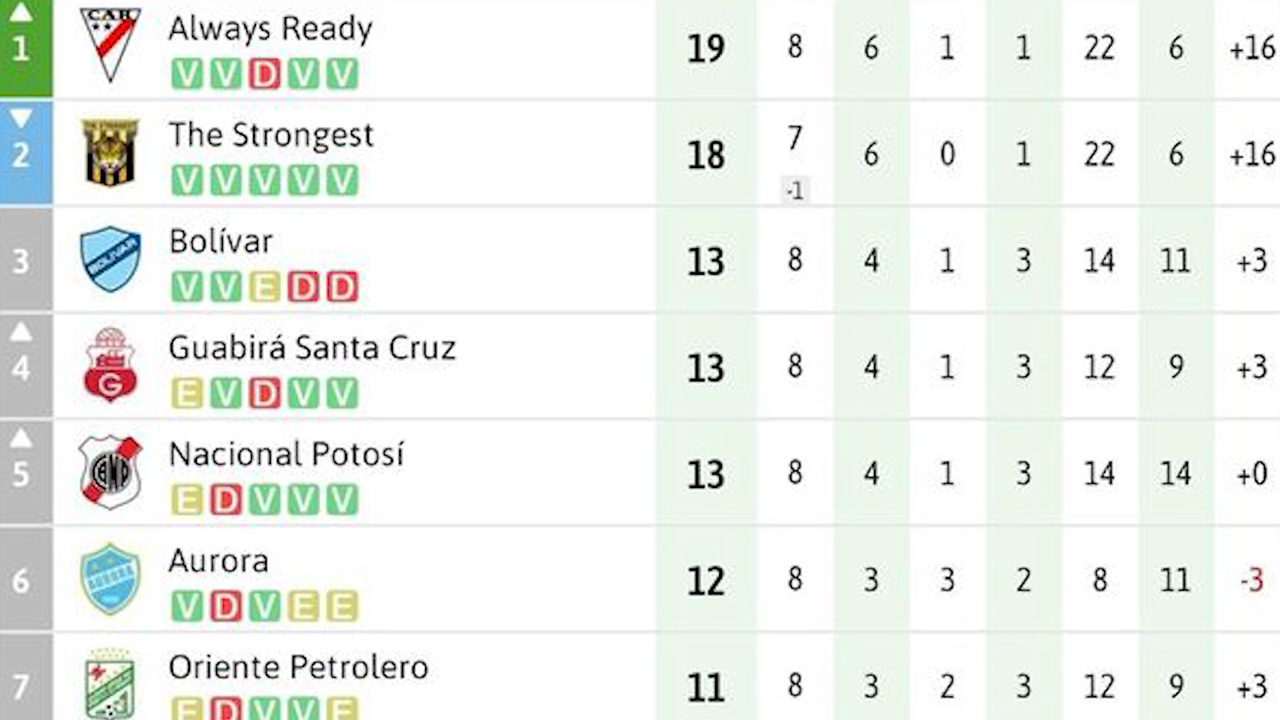 CAR
1 Always Ready 19 8 6 1 1 22 6 +16
V V D V V
2 The Strongest 18 7 6 0 1 22 6 +16
V V V V V -1
BOLIVAR
3 Bolívar 13 8 4 1 3 14 11 +3
V V E D D
G
4 Guabirá Santa Cruz 13 8 4 1 3 12 9 +3
E V D V V
5 Nacional Potosí 13 8 4 1 3 14 14 +0
E D V V V
AURORA
6 Aurora 12 8 3 3 2 8 11 -3
V D V E E
7 Oriente Petrolero 11 8 3 2 3 12 9 +3
E D V V E